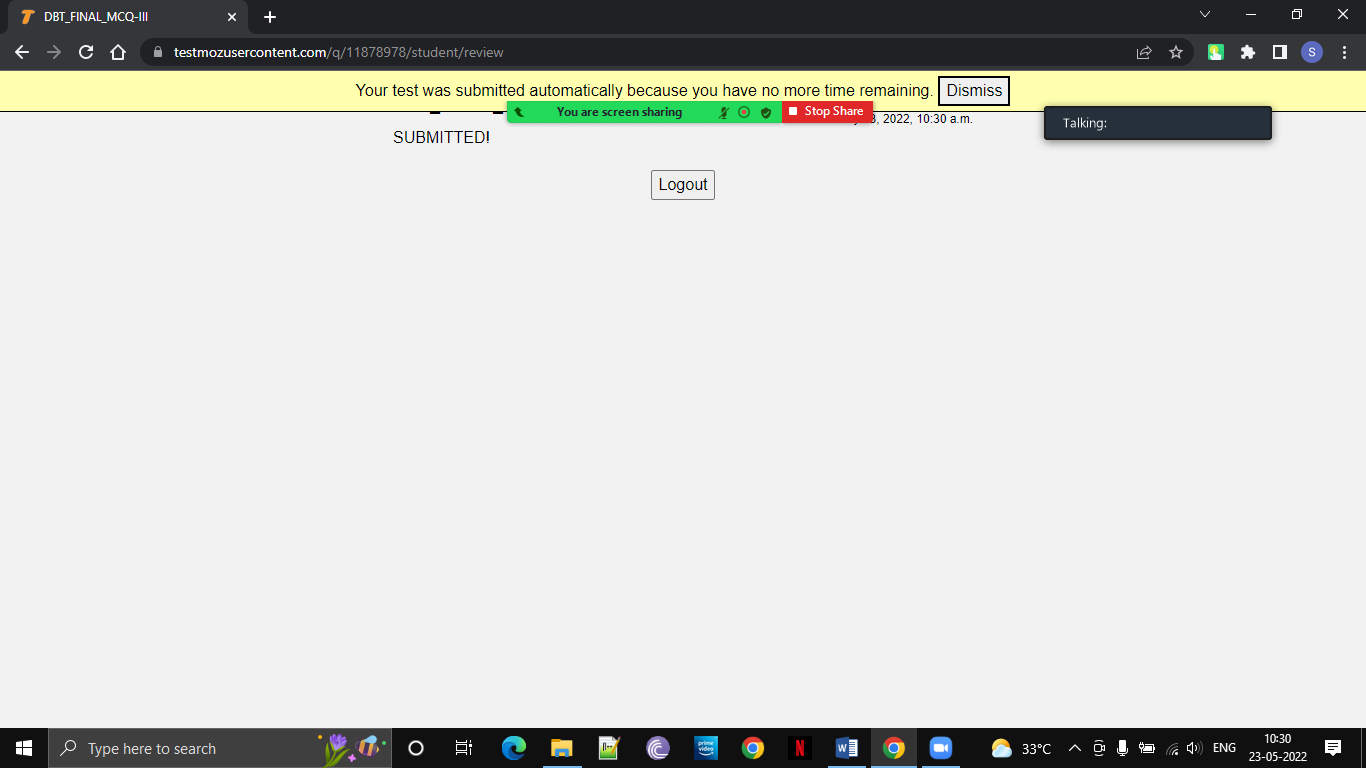 DBT_FINAL_MCQ-III
testmozusercontent.com/q/11878978/student/review
S
Your test was submitted automatically because you have no more time remaining. Dismiss
You are screen sharing Stop Share
3, 2022, 10:30 a.m.
Talking:
SUBMITTED!
Logout
Type here to search
prime video
N
W
33°C
ENG
10:30
23-05-2022